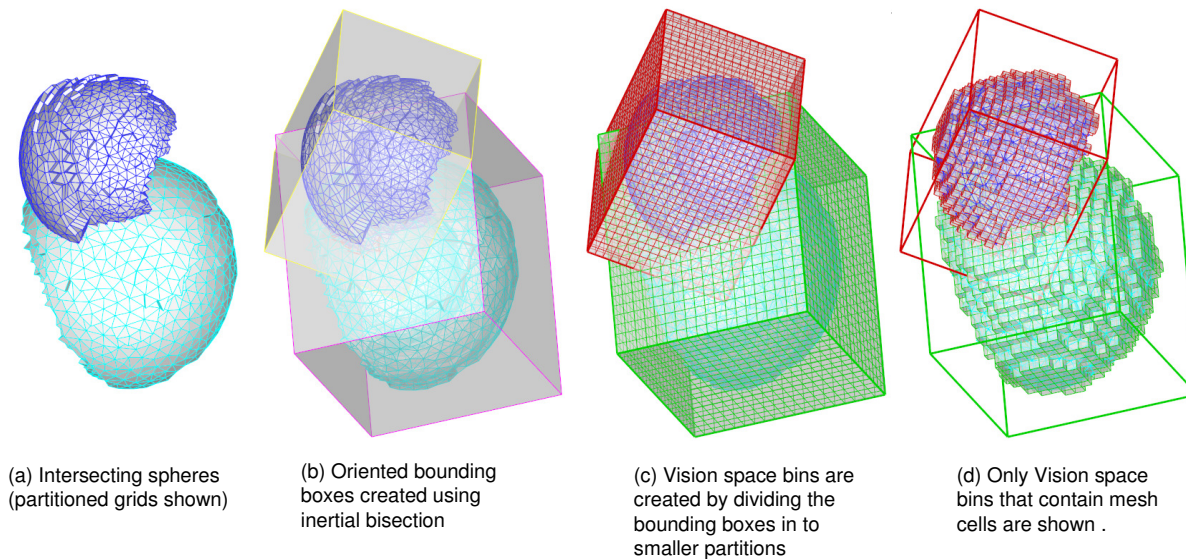 (a) Intersecting spheres
(partitioned grids shown)
(b) Oriented bounding
boxes created using
inertial bisection
(c) Vision space bins are
created by dividing the
bounding boxes in to
smaller partitions
(d) Only Vision space
bins that contain mesh
cells are shown .